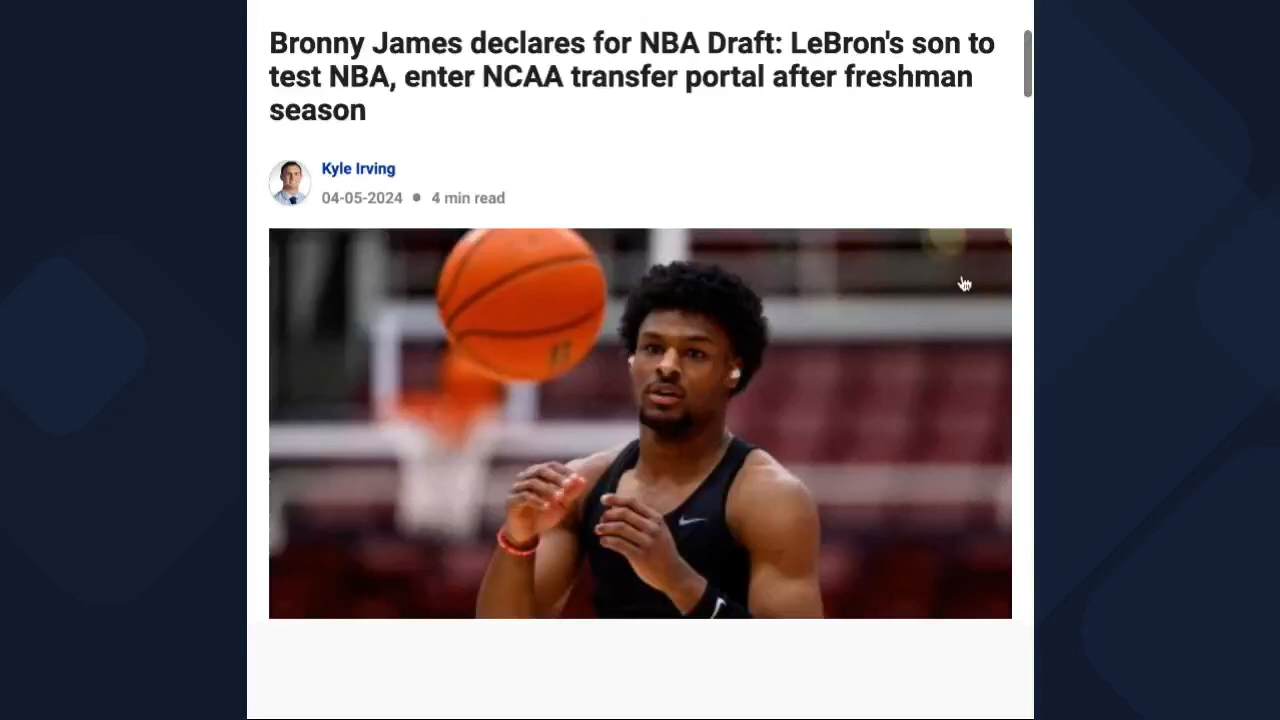 Bronny James declares for NBA Draft: LeBron's son to
test NBA, enter NCAA transfer portal after freshman
season
Kyle Irving
04-05-2024 • 4 min read